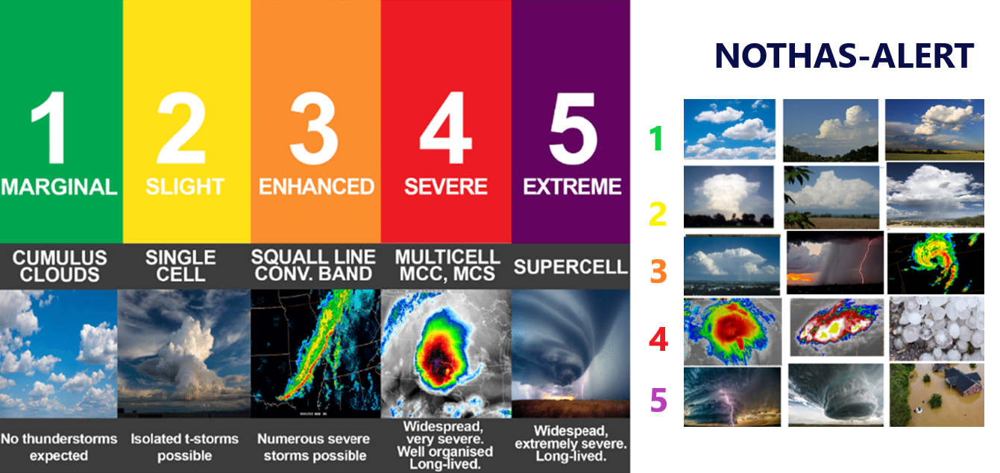 1
MARGINAL
CUMULUS
CLOUDS
No thunderstorms
expected
2
SLIGHT
SINGLE
CELL
Isolated t-storms
possible
3
ENHANCED
SQUALL LINE
CONV. BAND
Numerous severe
storms possible
4
SEVERE
MULTICELL
MCC, MCS
Widespread,
very severe.
Well organised
Long-lived.
5
EXTREME
SUPERCELL
Widespead,
extremely severe.
Long-lived.
NOTHAS-ALERT
1
2
3
4
5